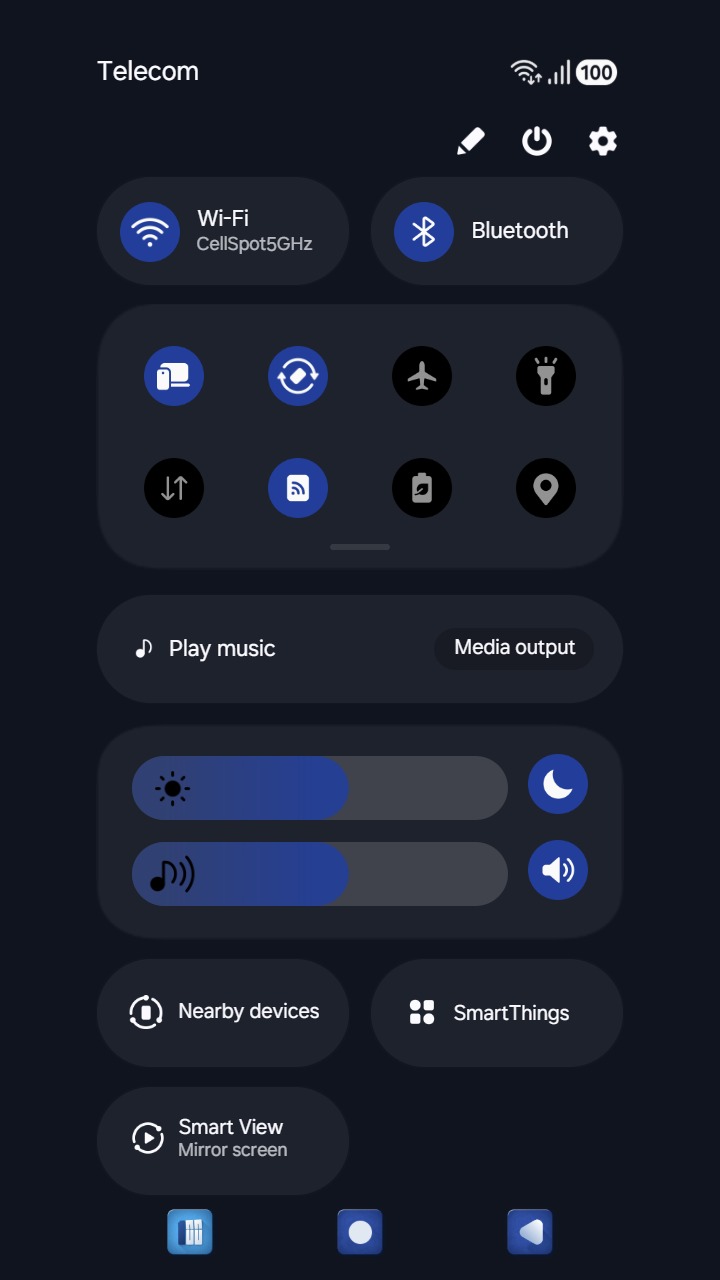 Telecom
100
Wi-Fi
CellSpot5GHz
Bluetooth
Play music
Media output
Nearby devices
SmartThings
Smart View
Mirror screen